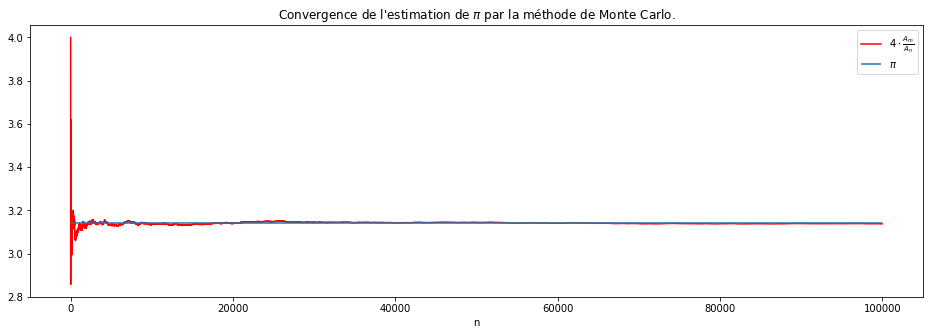 Convergence de l'estimation de π par la méthode de Monte Carlo.
4.0
3.8
3.6
3.4
3.2
3.0
2.8
0 20000 40000 60000 80000 100000
n
4 · A_m/A_n
π